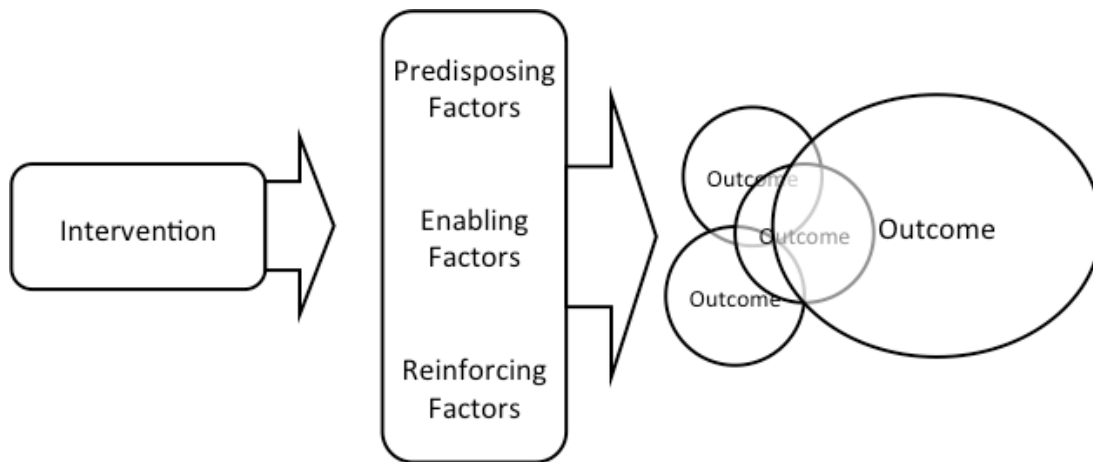 Intervention
Predisposing
Factors
Enabling
Factors
Reinforcing
Factors
Outcome
Outcome
Outcome
Outcome